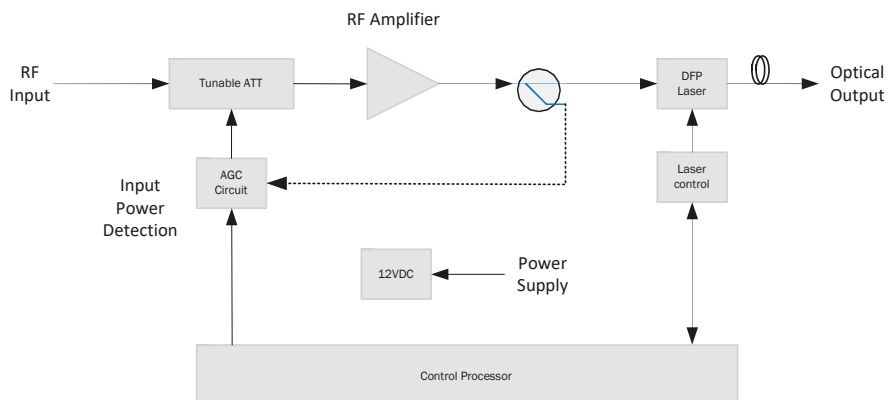 RF Amplifier
RF
Input
Tunable ATT
DFP
Laser
Optical
Output
Input
Power
Detection
AGC
Circuit
Laser
control
12VDC
Power
Supply
Control Processor